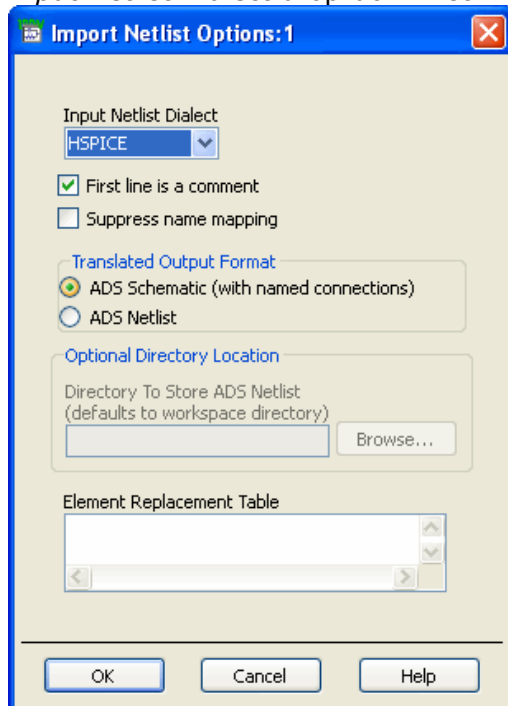 Import Netlist Options:1
Input Netlist Dialect
HSPICE
First line is a comment
Suppress name mapping
Translated Output Format
ADS Schematic (with named connections)
ADS Netlist
Optional Directory Location
Directory To Store ADS Netlist
(defaults to workspace directory)
Browse...
Element Replacement Table
OK
Cancel
Help